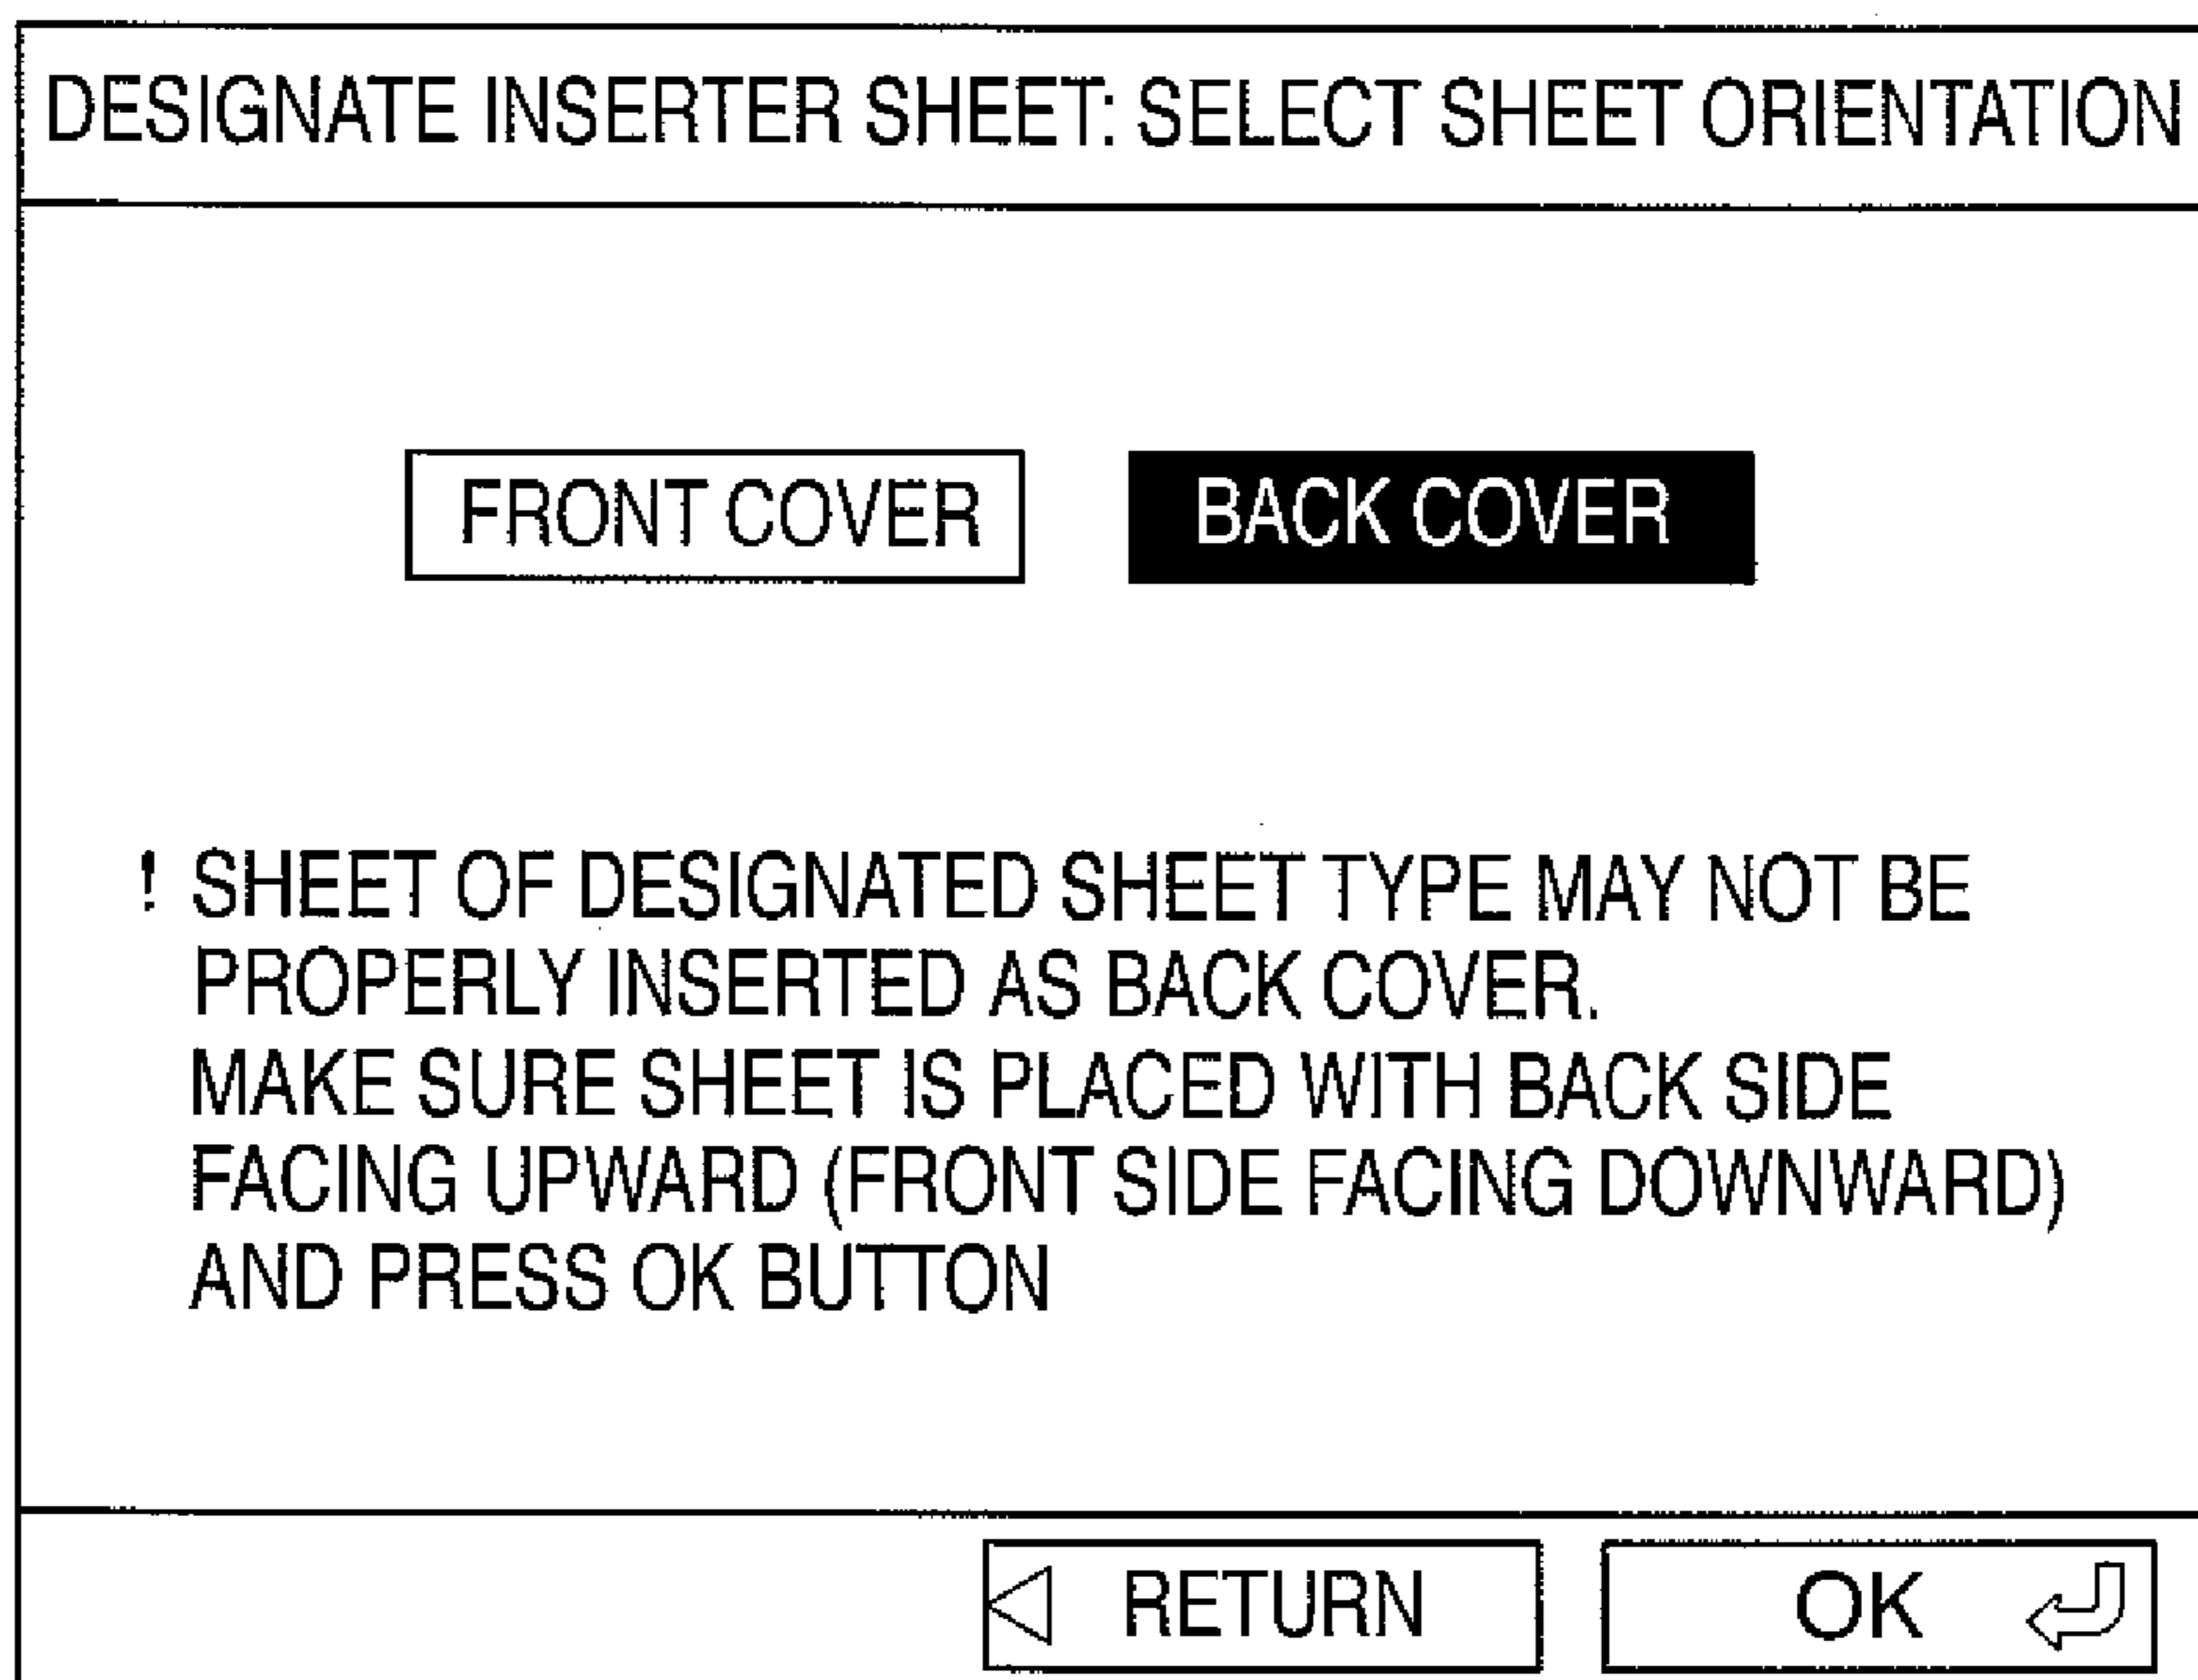 DESIGNATE INSERTER SHEET: SELECT SHEET ORIENTATION
FRONT COVER
BACK COVER
! SHEET OF DESIGNATED SHEET TYPE MAY NOT BE
PROPERLY INSERTED AS BACK COVER.
MAKE SURE SHEET IS PLACED WITH BACK SIDE
FACING UPWARD (FRONT SIDE FACING DOWNWARD)
AND PRESS OK BUTTON
RETURN
OK